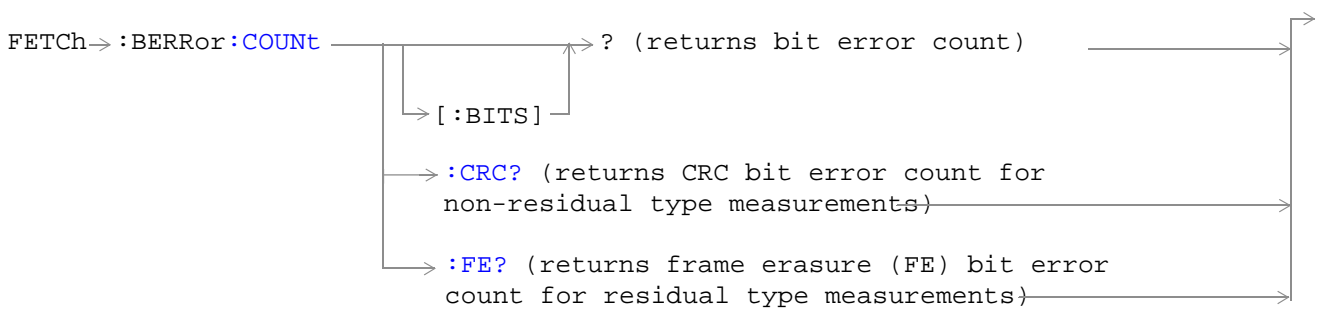 FETCh :BERRor:COUNt ? (returns bit error count)
[:BITS]
:CRC? (returns CRC bit error count for
non-residual type measurements)
:FE? (returns frame erasure (FE) bit error
count for residual type measurements)